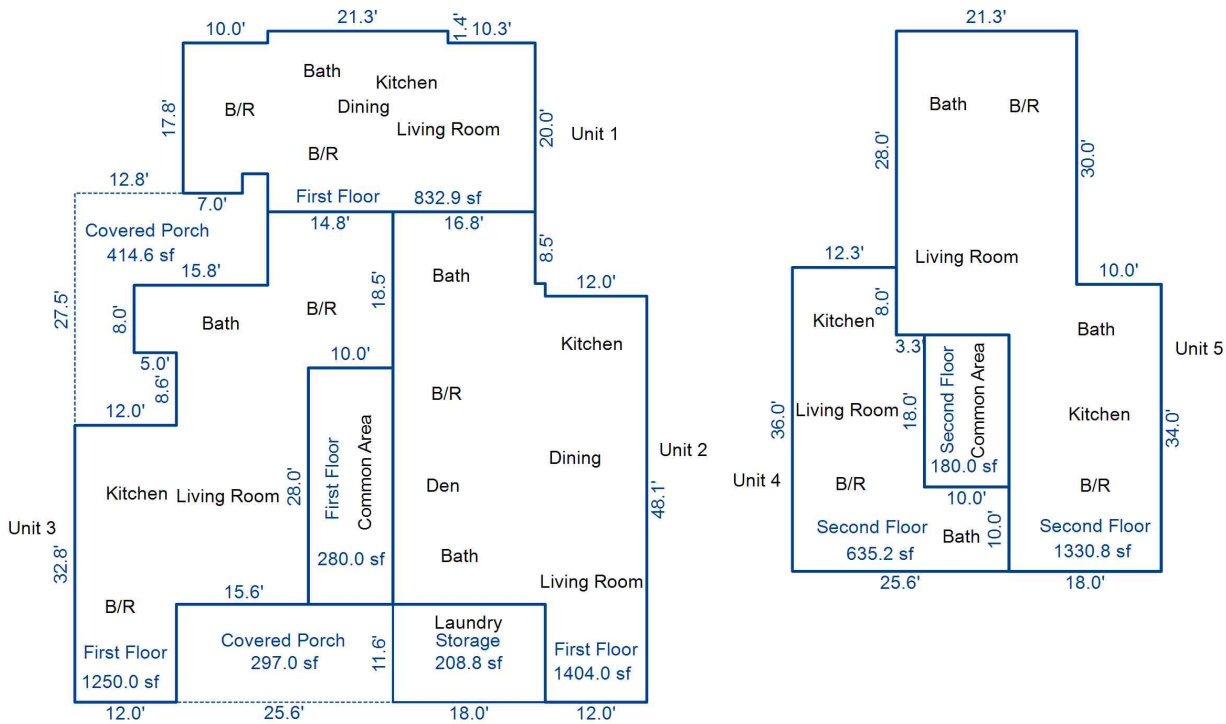 21.3'
10.0'
1.4'
10.3'
Bath
Kitchen
17.8'
B/R
Dining
Living Room
20.0'
Unit 1
B/R
12.8'
7.0'
First Floor
832.9 sf
Covered Porch
414.6 sf
14.8'
16.8'
8.5'
15.8'
18.5'
Bath
12.0'
27.5'
8.0'
Bath
B/R
Kitchen
5.0'
8.6'
10.0'
12.0'
B/R
Kitchen
Living Room
28.0'
First Floor
Common Area
280.0 sf
Den
Dining
Unit 2
48.1'
Unit 3
32.8'
Bath
Living Room
B/R
15.6'
First Floor
1250.0 sf
Covered Porch
297.0 sf
11.6'
Laundry
Storage
208.8 sf
First Floor
1404.0 sf
12.0'
25.6'
18.0'
12.0'
21.3'
Bath
B/R
28.0'
30.0'
12.3'
Living Room
10.0'
8.0'
Kitchen
3.3'
Bath
Unit 5
Living Room
36.0'
18.0'
Second Floor
Common Area
180.0 sf
Kitchen
34.0'
Unit 4
B/R
10.0'
B/R
Second Floor
635.2 sf
Bath
10.0'
Second Floor
1330.8 sf
25.6'
18.0'